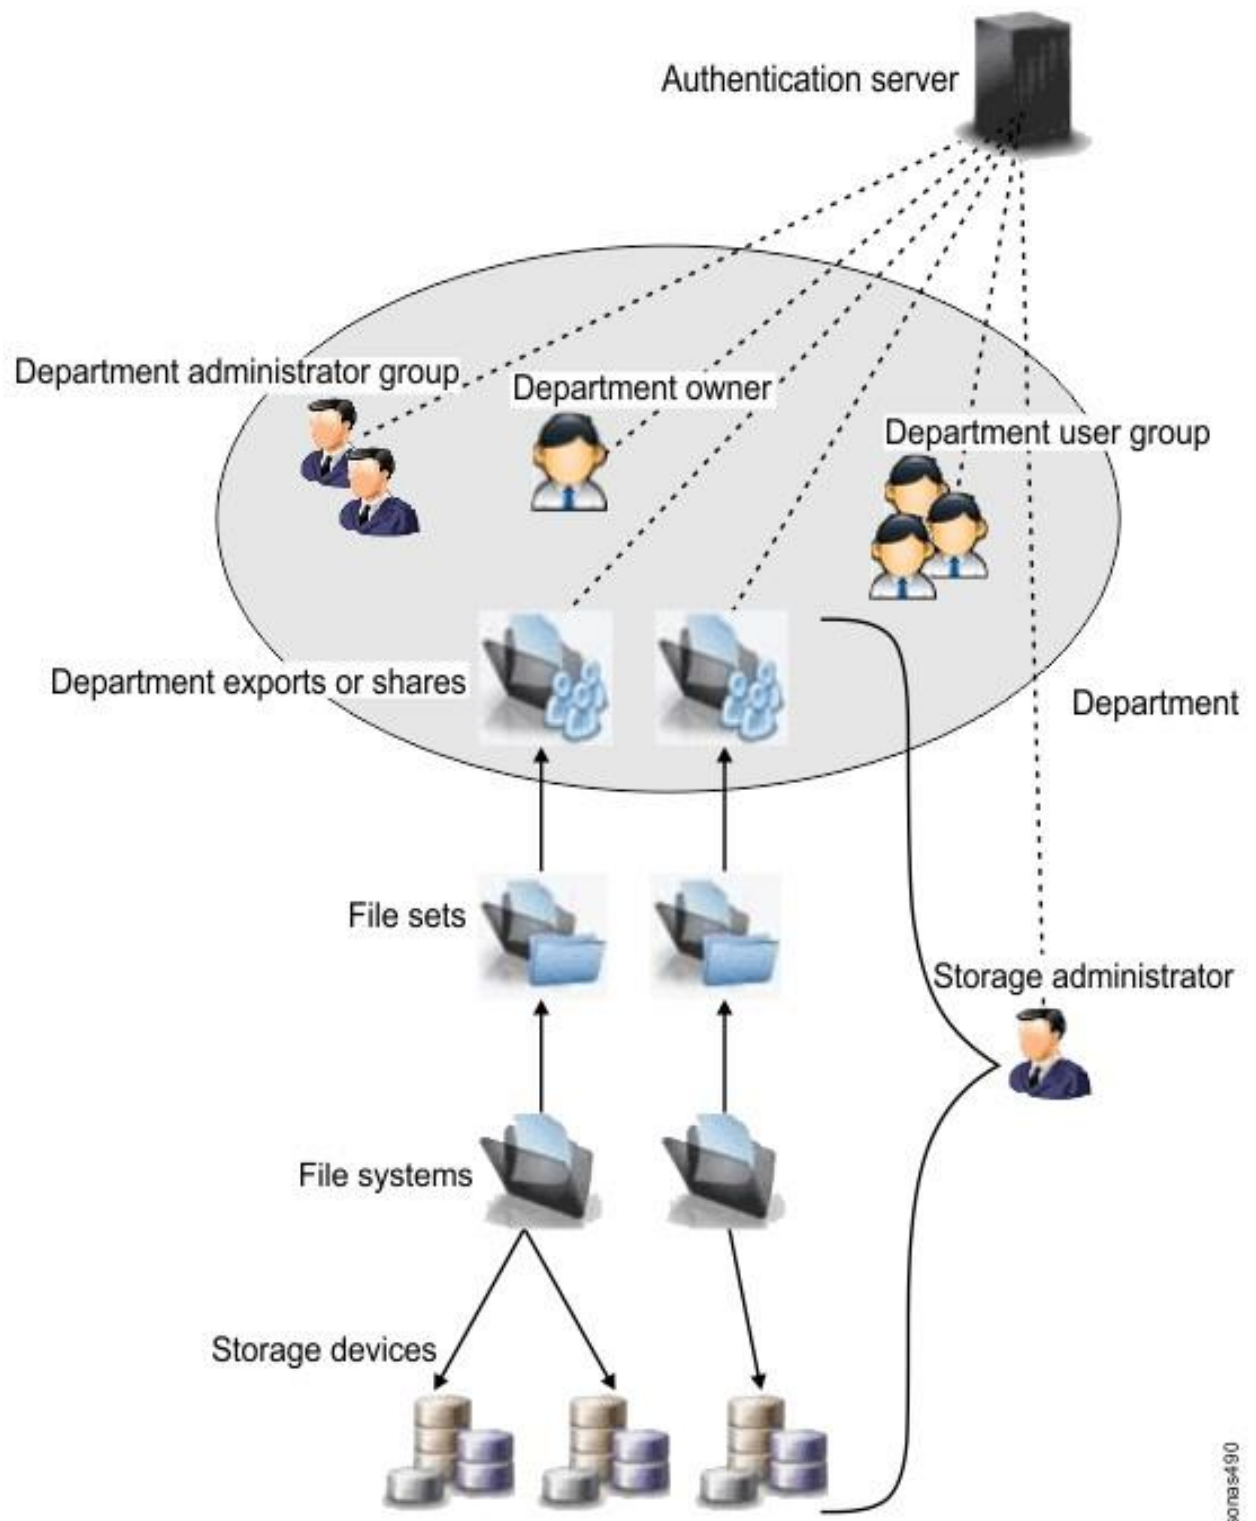 Authentication server
Department administrator group
Department owner
Department user group
Department exports or shares
Department
File sets
Storage administrator
File systems
Storage devices
sonas490